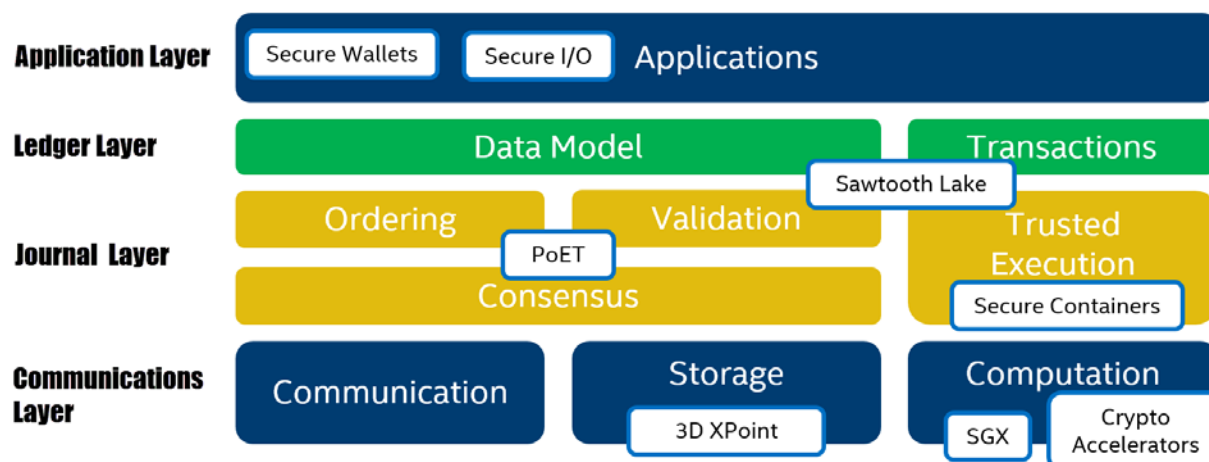 Application Layer
Secure Wallets
Secure I/O
Applications
Ledger Layer
Data Model
Transactions
Sawtooth Lake
Journal Layer
Ordering
Validation
Trusted
Execution
PoET
Consensus
Secure Containers
Communications
Layer
Communication
Storage
3D XPoint
Computation
SGX
Crypto
Accelerators